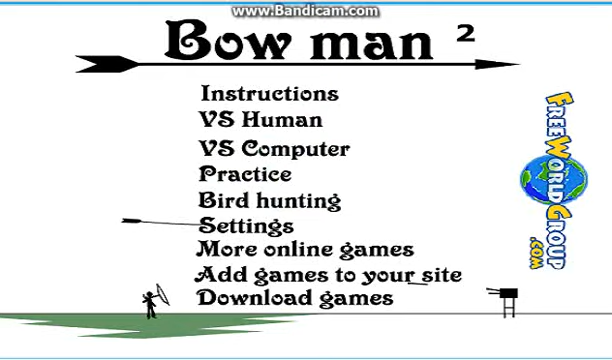 www.Bandicam.com
Bow man 2
Instructions
VS Human
VS Computer
Practice
Bird hunting
Settings
More online games
Add games to your site
Download games
FreeWorldGroup
.com